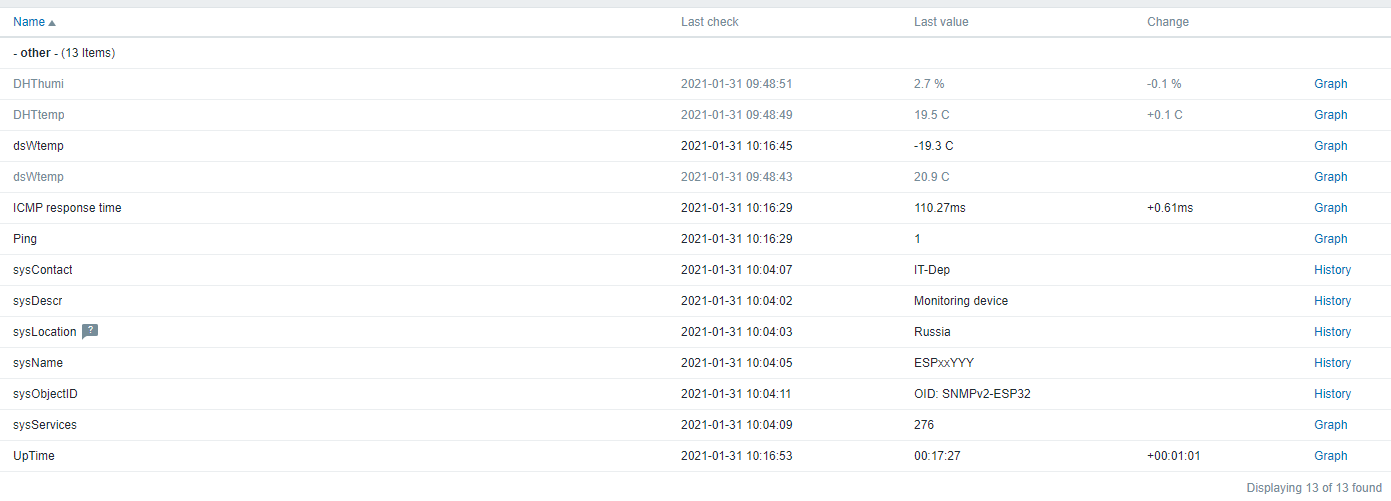 Name Last check Last value Change
- other - (13 Items)
DHThumi 2021-01-31 09:48:51 2.7 % -0.1 % Graph
DHTtemp 2021-01-31 09:48:49 19.5 C +0.1 C Graph
dsWtemp 2021-01-31 10:16:45 -19.3 C Graph
dsWtemp 2021-01-31 09:48:43 20.9 C Graph
ICMP response time 2021-01-31 10:16:29 110.27ms +0.61ms Graph
Ping 2021-01-31 10:16:29 1 Graph
sysContact 2021-01-31 10:04:07 IT-Dep History
sysDescr 2021-01-31 10:04:02 Monitoring device History
sysLocation ? 2021-01-31 10:04:03 Russia History
sysName 2021-01-31 10:04:05 ESPxxYYY History
sysObjectID 2021-01-31 10:04:11 OID: SNMPv2-ESP32 History
sysServices 2021-01-31 10:04:09 276 Graph
UpTime 2021-01-31 10:16:53 00:17:27 +00:01:01 Graph
Displaying 13 of 13 found